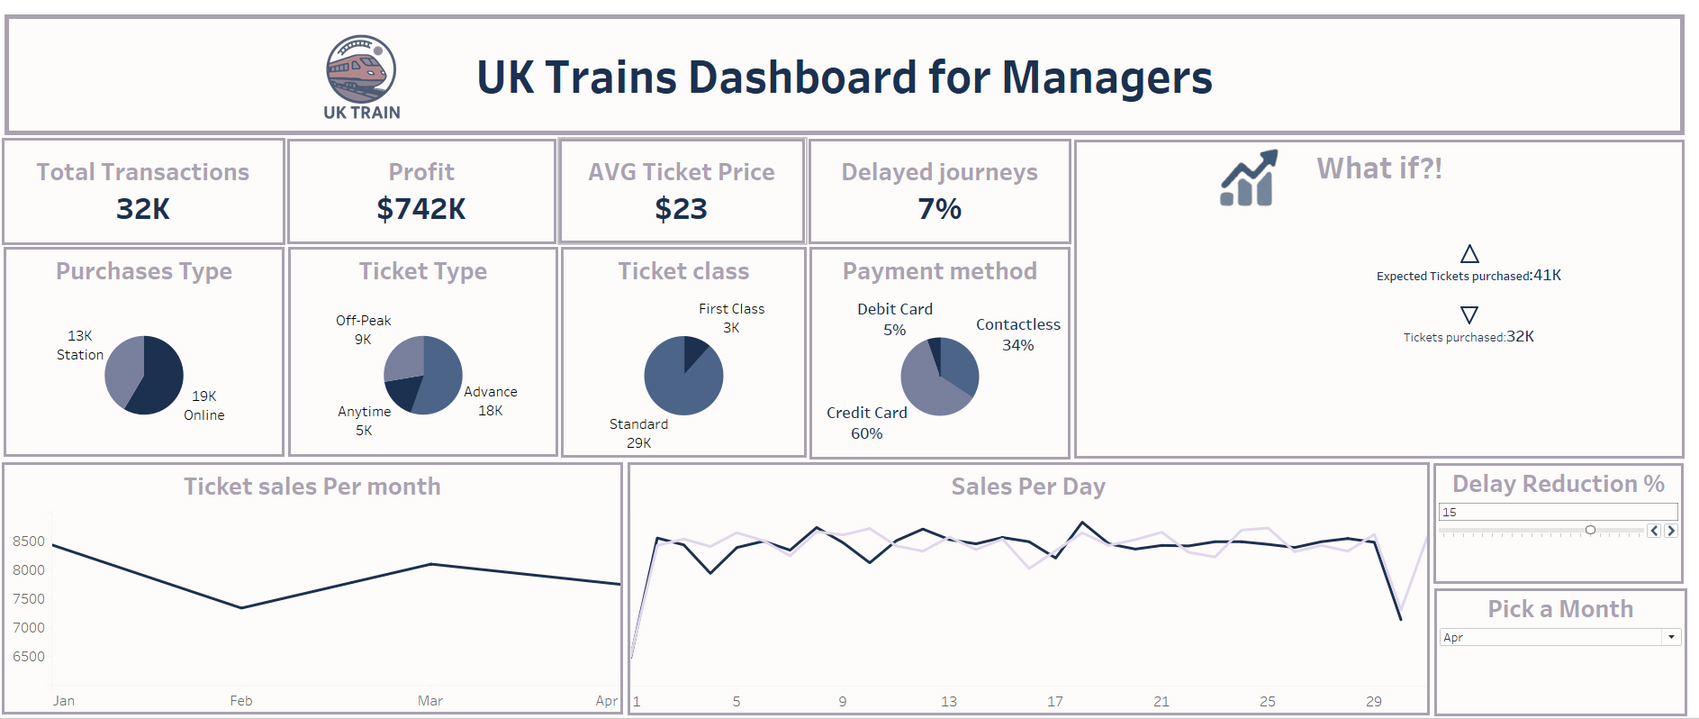 UK TRAIN
UK Trains Dashboard for Managers
Total Transactions
32K
Profit
$742K
AVG Ticket Price
$23
Delayed journeys
7%
What if?!
Expected Tickets purchased:41K
Tickets purchased:32K
Purchases Type
13K
Station
19K
Online
Ticket Type
Off-Peak
9K
Advance
18K
Anytime
5K
Ticket class
First Class
3K
Standard
29K
Payment method
Debit Card
5%
Contactless
34%
Credit Card
60%
Ticket sales Per month
8500
8000
7500
7000
6500
Jan Feb Mar Apr
Sales Per Day
1 5 9 13 17 21 25 29
Delay Reduction %
15
Pick a Month
Apr